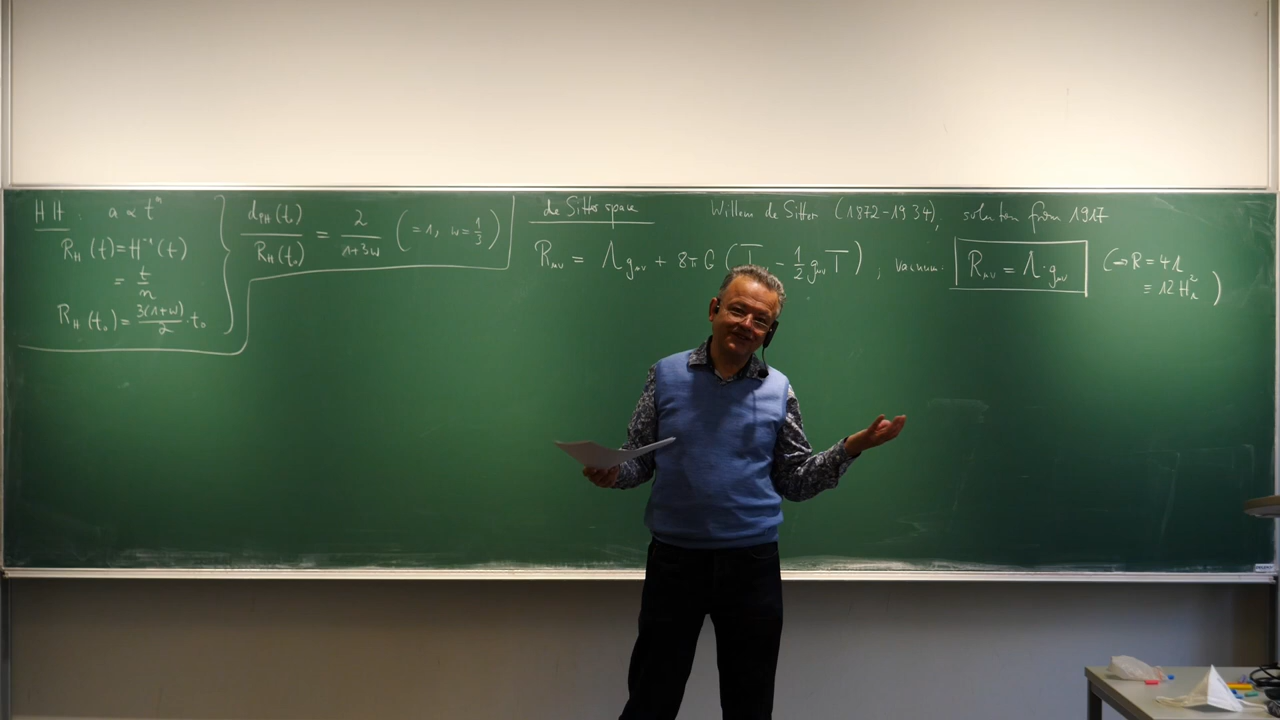 HH : a ∝ tⁿ
R_H (t) = H⁻¹(t)
= t/n
R_H (t₀) = 3(1+w)/2 · t₀
d_PH(t₀)/R_H(t₀) = 2/(1+3w) (=1, w=1/3)
de Sitter space
Willem de Sitter (1872-1934), solution from 1917
R_μν = Λ g_μν + 8πG (T - 1/2 g_μν T) ; vacuum: R_μν = Λ·g_μν (→ R = 4Λ
≡ 12 H_Λ²)